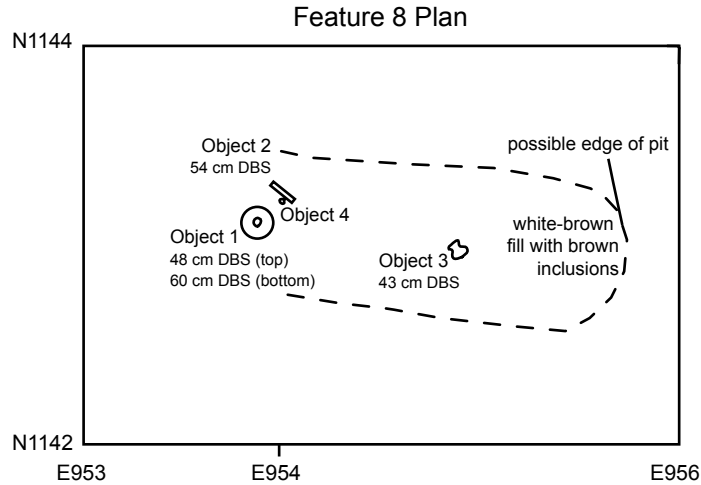 Feature 8 Plan
N1144
Object 2
54 cm DBS
possible edge of pit
Object 4
Object 1
48 cm DBS (top)
60 cm DBS (bottom)
Object 3
43 cm DBS
white-brown
fill with brown
inclusions
N1142
E953
E954
E956